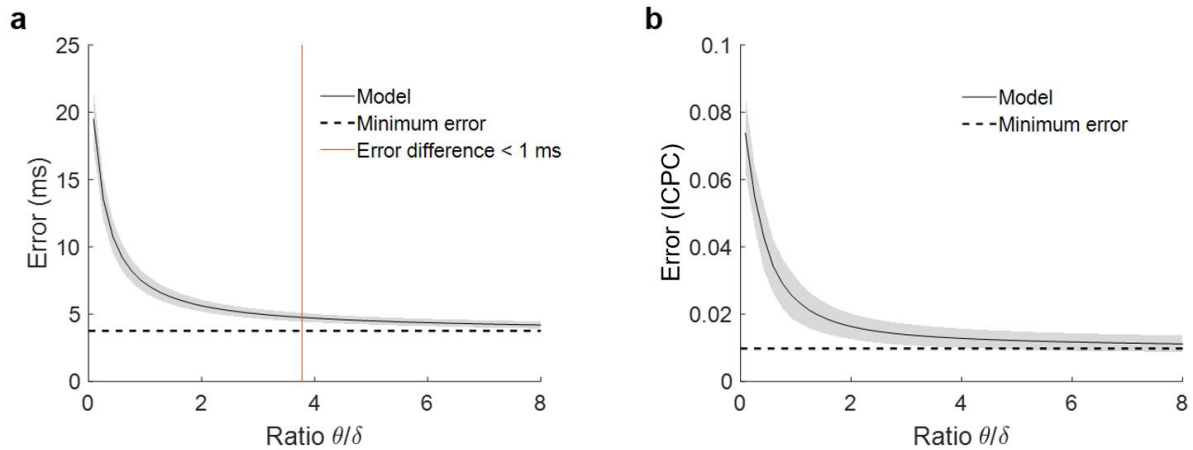 a
25
20
15
10
5
0
Error (ms)
0 2 4 6 8
Ratio θ/δ
Model
Minimum error
Error difference < 1 ms
b
0.1
0.08
0.06
0.04
0.02
0
Error (ICPC)
0 2 4 6 8
Ratio θ/δ
Model
Minimum error